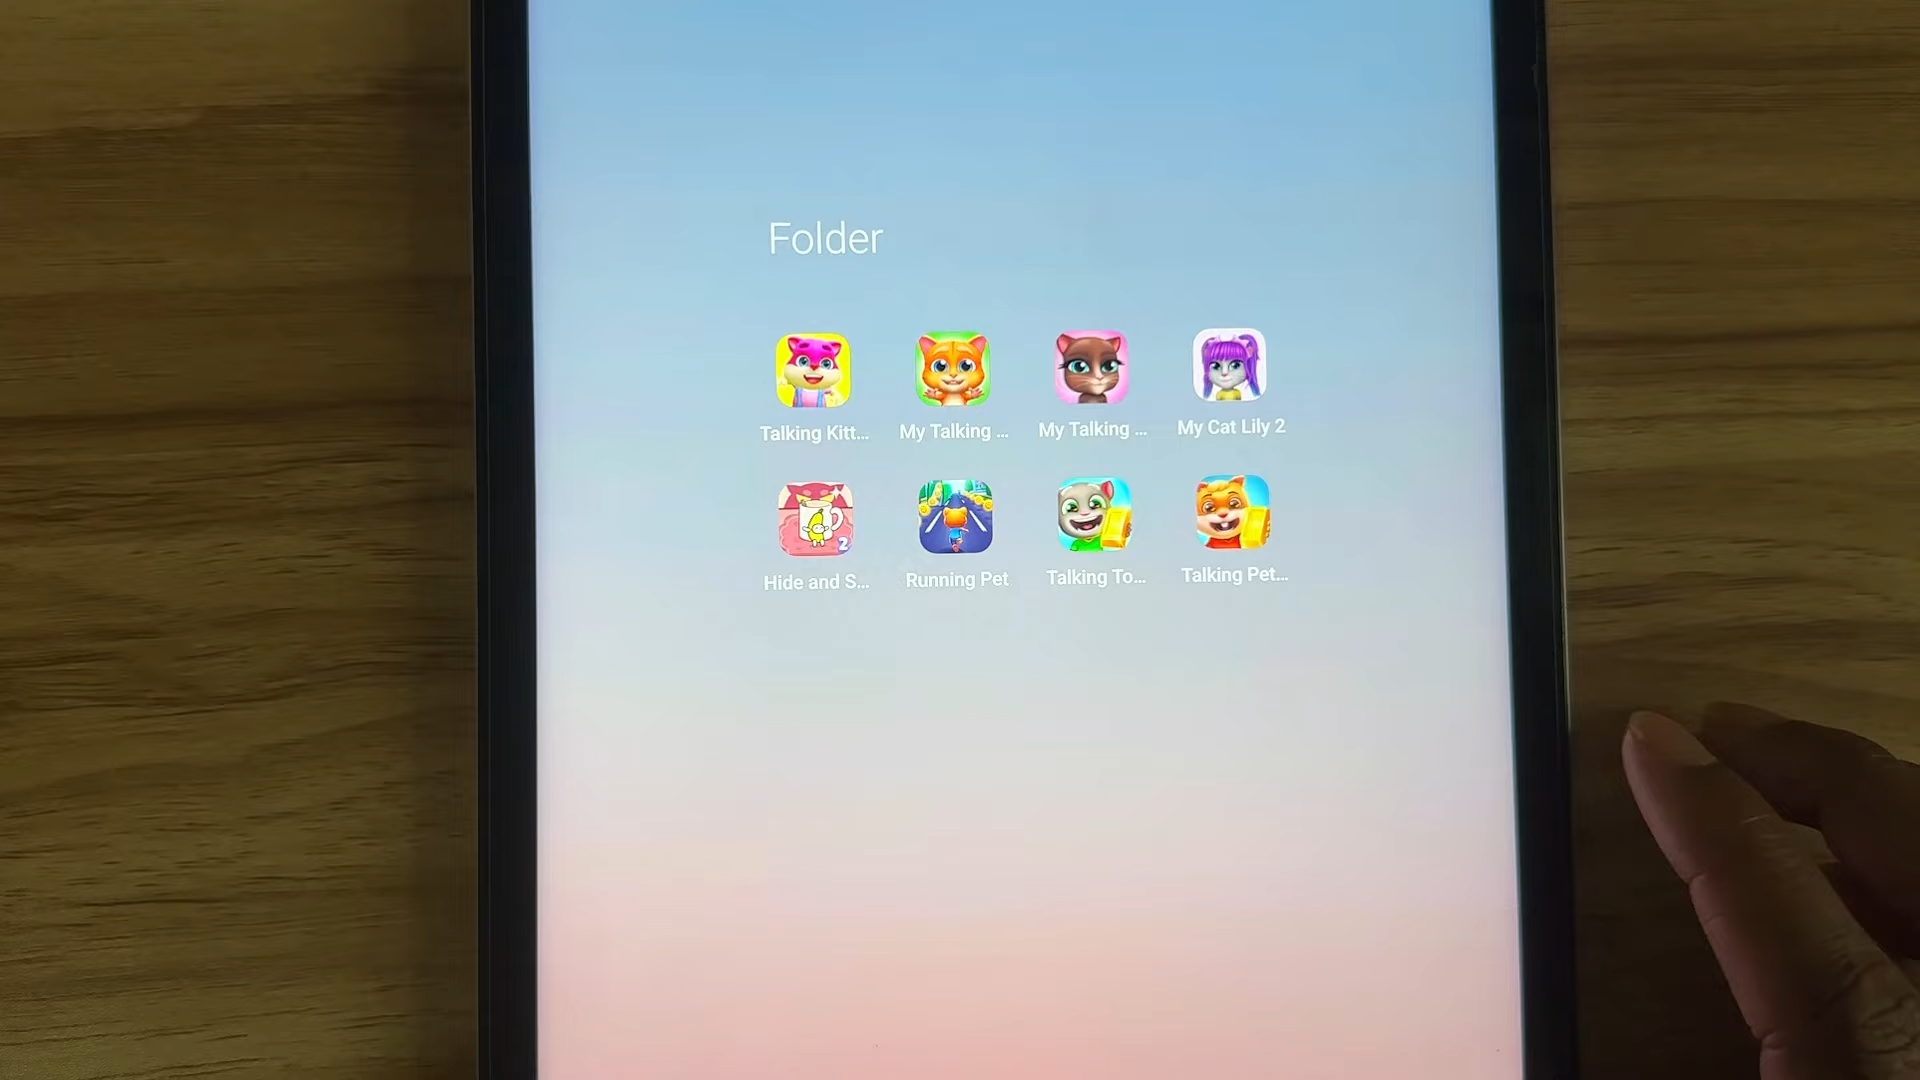 Folder
Talking Kitt...
My Talking ...
My Talking ...
My Cat Lily 2
2
Hide and S...
Running Pet
Talking To...
Talking Pet...